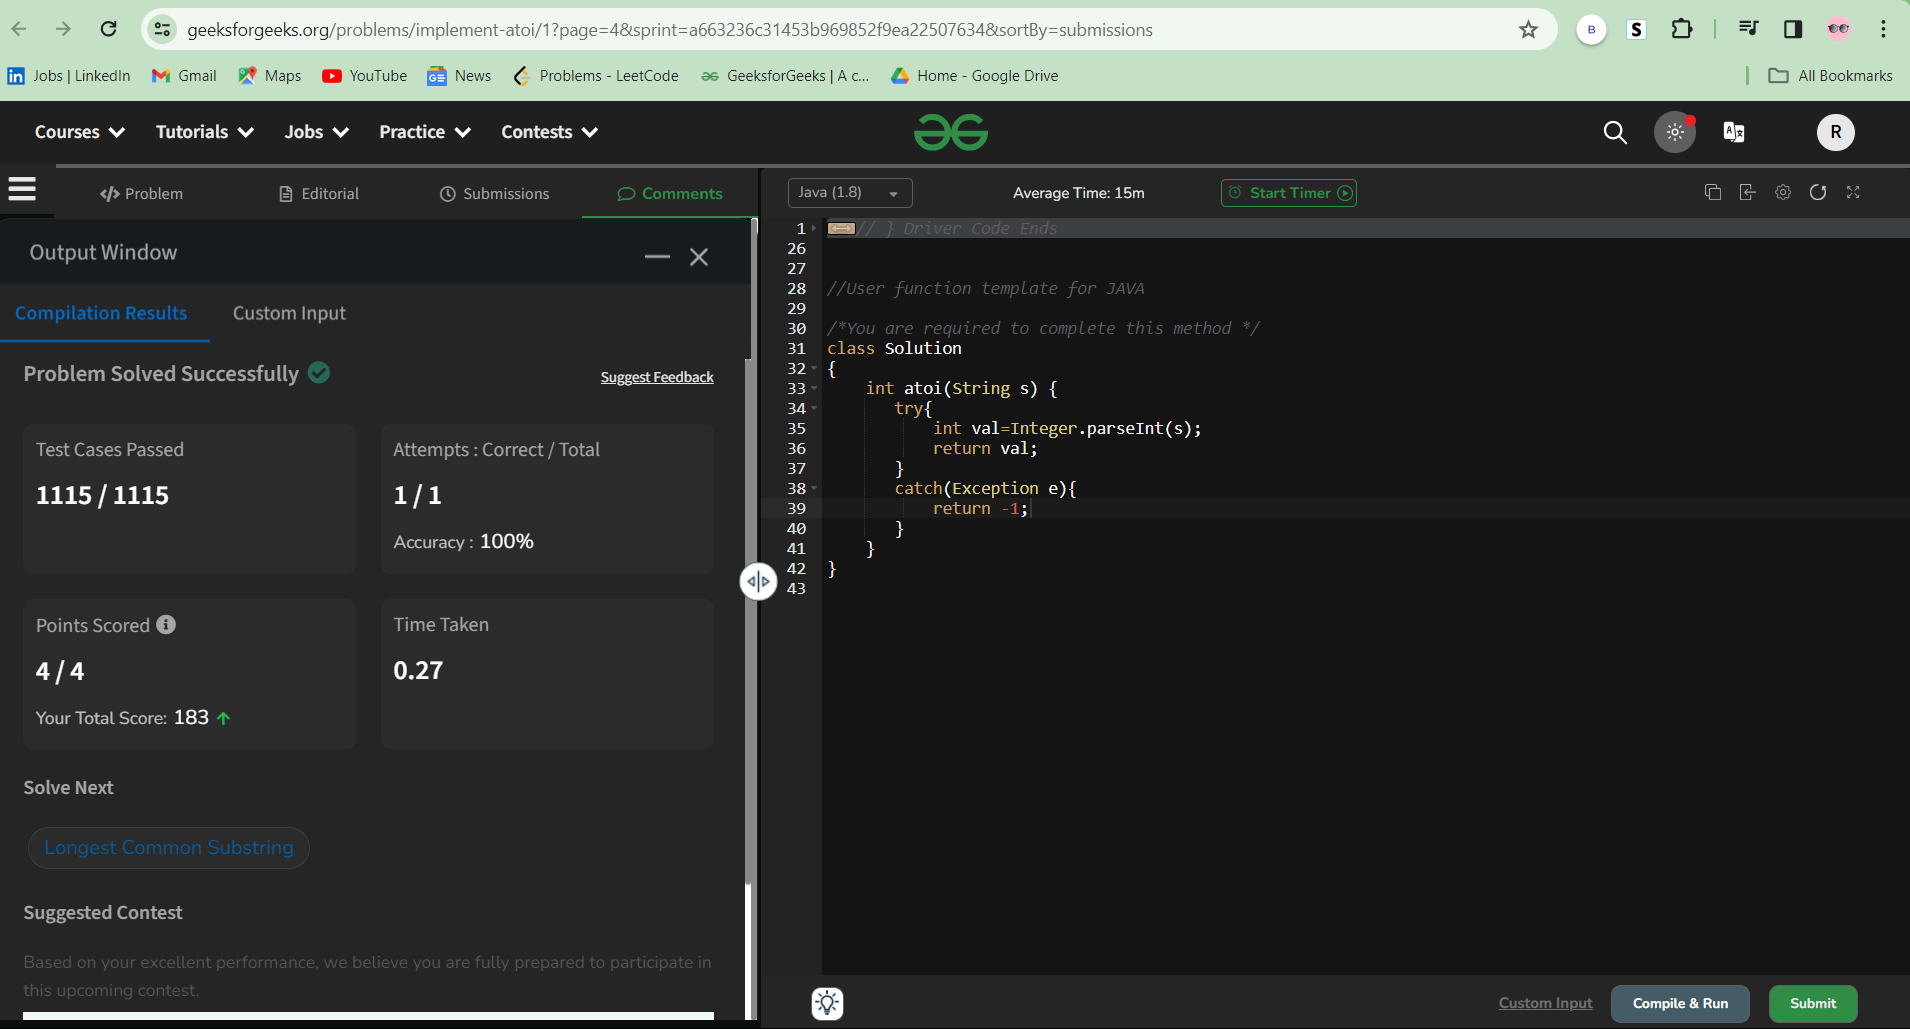 geeksforgeeks.org/problems/implement-atoi/1?page=4&sprint=a663236c31453b969852f9ea22507634&sortBy=submissions
B
S
Jobs | LinkedIn
Gmail
Maps
YouTube
News
Problems - LeetCode
GeeksforGeeks | A c...
Home - Google Drive
All Bookmarks
Courses
Tutorials
Jobs
Practice
Contests
R
Problem
Editorial
Submissions
Comments
Output Window
Compilation Results
Custom Input
Problem Solved Successfully
Suggest Feedback
Test Cases Passed
1115 / 1115
Attempts : Correct / Total
1 / 1
Accuracy : 100%
Points Scored
4 / 4
Your Total Score: 183
Time Taken
0.27
Solve Next
Longest Common Substring
Suggested Contest
Based on your excellent performance, we believe you are fully prepared to participate in
this upcoming contest.
Java (1.8)
Average Time: 15m
Start Timer
1 // } Driver Code Ends
26
27
28 //User function template for JAVA
29
30 /*You are required to complete this method */
31 class Solution
32 {
33     int atoi(String s) {
34        try{
35            int val=Integer.parseInt(s);
36            return val;
37        }
38        catch(Exception e){
39            return -1;
40        }
41     }
42 }
43
Custom Input
Compile & Run
Submit